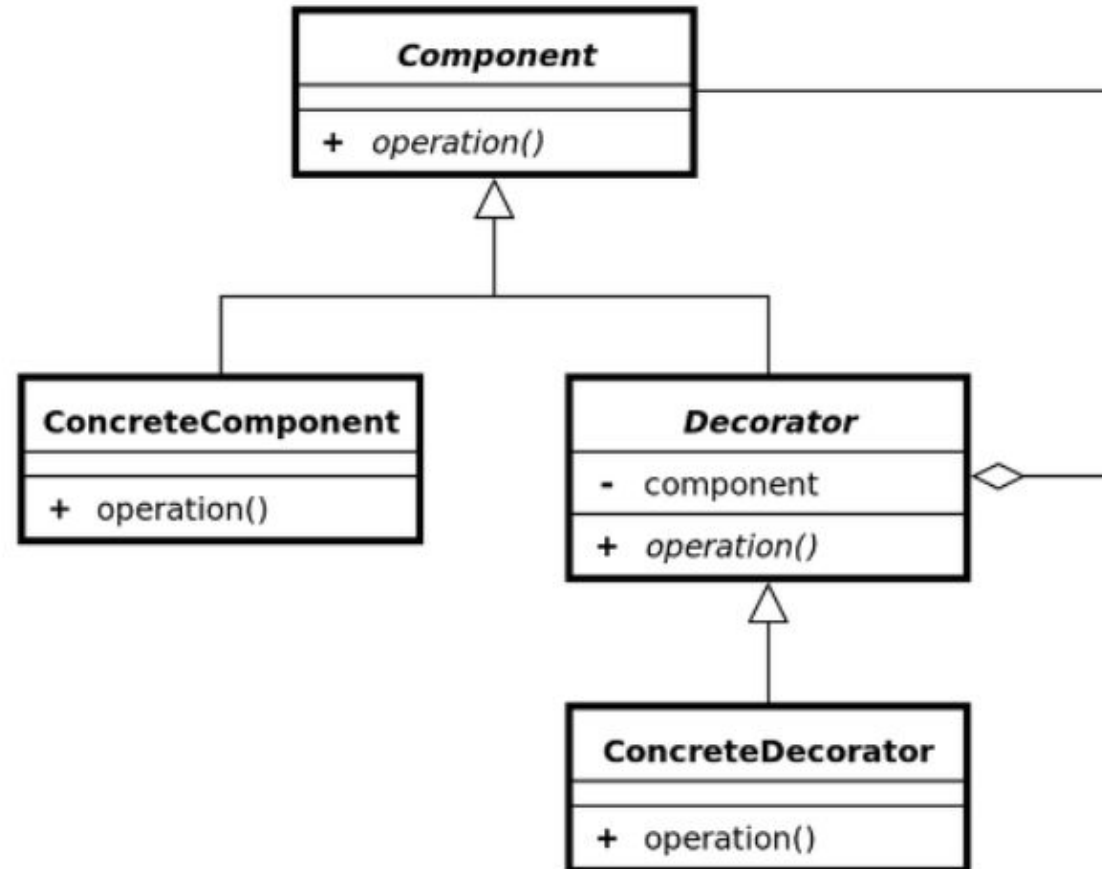 Component
+ operation()
ConcreteComponent
+ operation()
Decorator
- component
+ operation()
ConcreteDecorator
+ operation()